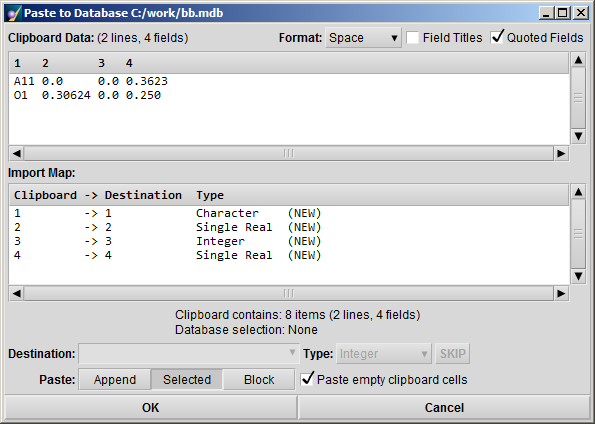 Paste to Database C:/work/bb.mdb
Clipboard Data: (2 lines, 4 fields) Format: Space Field Titles Quoted Fields
1 2 3 4
A11 0.0 0.0 0.3623
O1 0.30624 0.0 0.250
Import Map:
Clipboard -> Destination Type
1 -> 1 Character (NEW)
2 -> 2 Single Real (NEW)
3 -> 3 Integer (NEW)
4 -> 4 Single Real (NEW)
Clipboard contains: 8 items (2 lines, 4 fields)
Database selection: None
Destination: Type: Integer SKIP
Paste: Append Selected Block Paste empty clipboard cells
OK Cancel